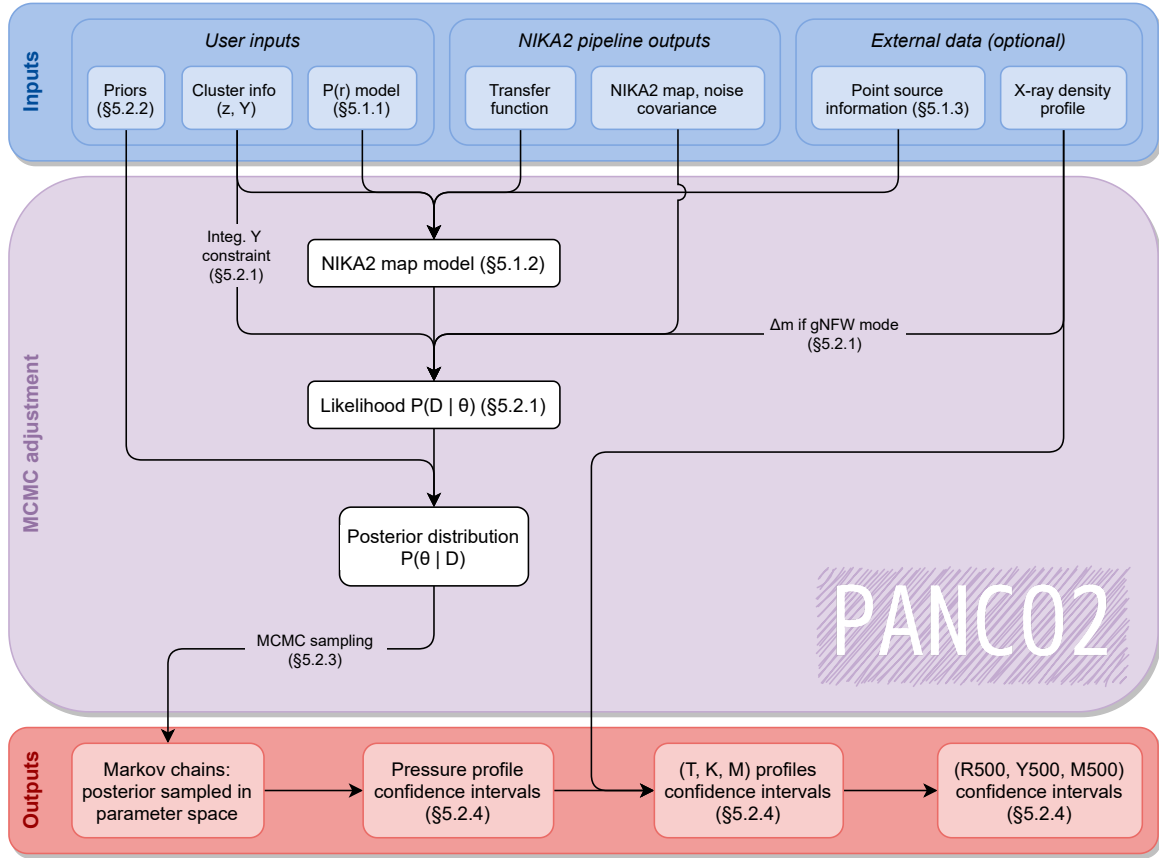 Inputs
User inputs
NIKA2 pipeline outputs
External data (optional)
Priors
(§5.2.2)
Cluster info
(z, Y)
P(r) model
(§5.1.1)
Transfer
function
NIKA2 map, noise
covariance
Point source
information (§5.1.3)
X-ray density
profile
MCMC adjustment
Integ. Y
constraint
(§5.2.1)
NIKA2 map model (§5.1.2)
Δm if gNFW mode
(§5.2.1)
Likelihood P(D | θ) (§5.2.1)
Posterior distribution
P(θ | D)
MCMC sampling
(§5.2.3)
PANCO2
Outputs
Markov chains:
posterior sampled in
parameter space
Pressure profile
confidence intervals
(§5.2.4)
(T, K, M) profiles
confidence intervals
(§5.2.4)
(R500, Y500, M500)
confidence intervals
(§5.2.4)